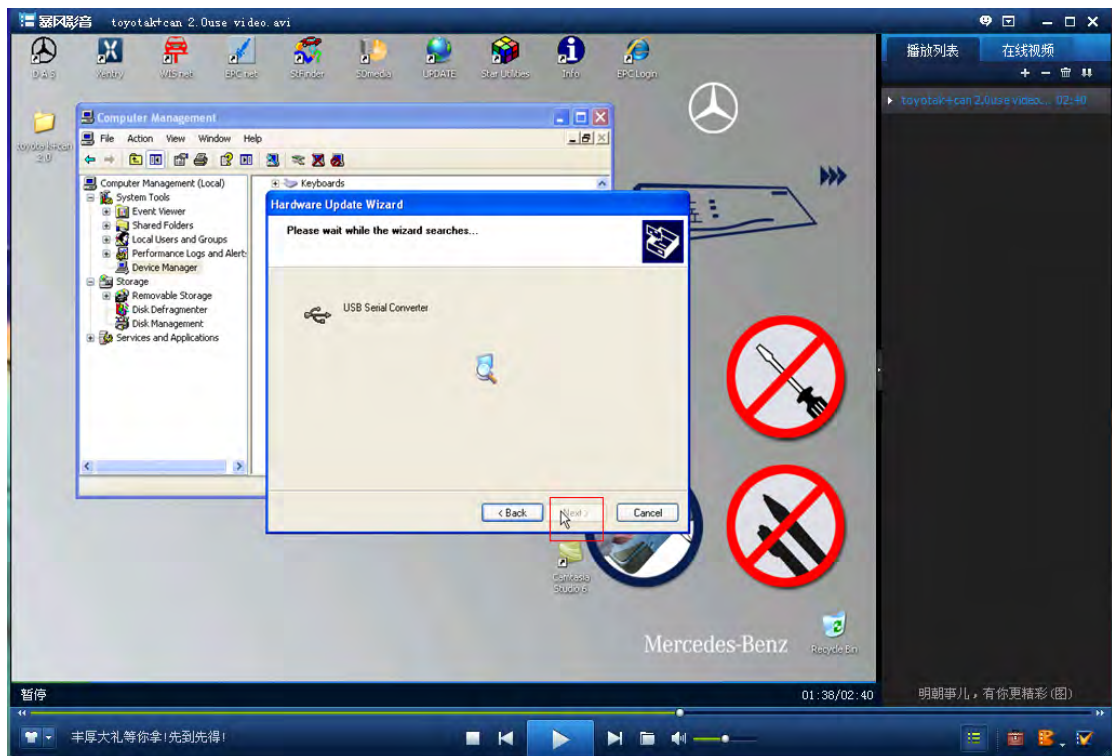 暴风影音 toyotak+can 2.0use video.avi
播放列表 在线视频
DAS Xentry WIS net EPC net StFinder SDmedia UPDATE Star Utilities Info EPCLogin
toyotak+can 2.0use video... 02:40
Computer Management
File Action View Window Help
Computer Management (Local)
System Tools
Event Viewer
Shared Folders
Local Users and Groups
Performance Logs and Alert:
Device Manager
Storage
Removable Storage
Disk Defragmenter
Disk Management
Services and Applications
Keyboards
Hardware Update Wizard
Please wait while the wizard searches...
USB Serial Converter
< Back Next > Cancel
Camtasia
Studio 6
Mercedes-Benz
Recycle Bin
暂停
01:38/02:40
明朝事儿，有你更精彩(图)
丰厚大礼等你拿!先到先得!